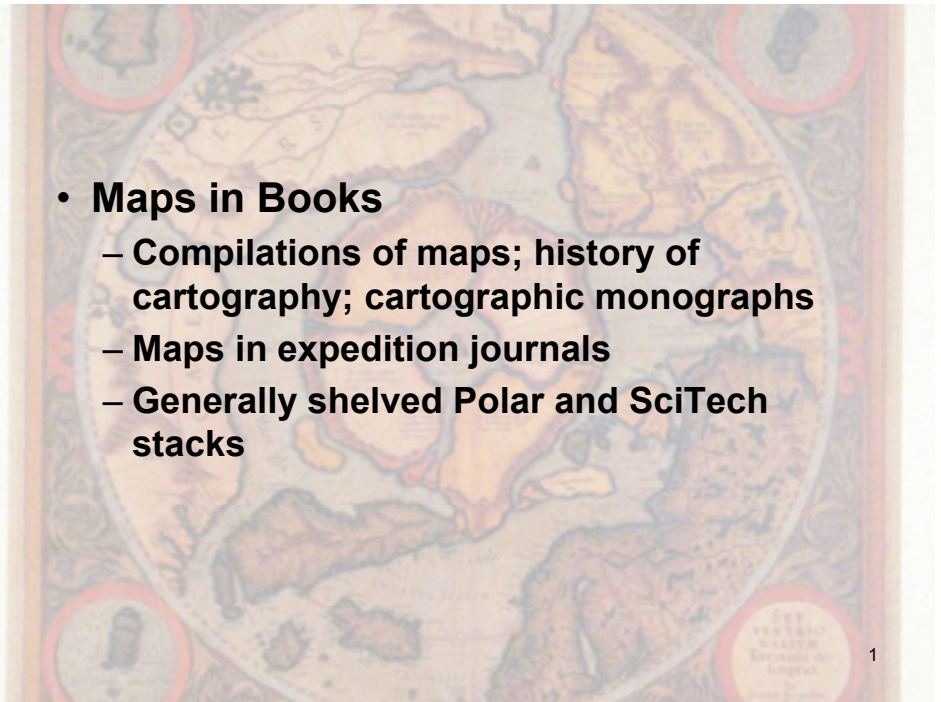 • Maps in Books
– Compilations of maps; history of
cartography; cartographic monographs
– Maps in expedition journals
– Generally shelved Polar and SciTech
stacks
1